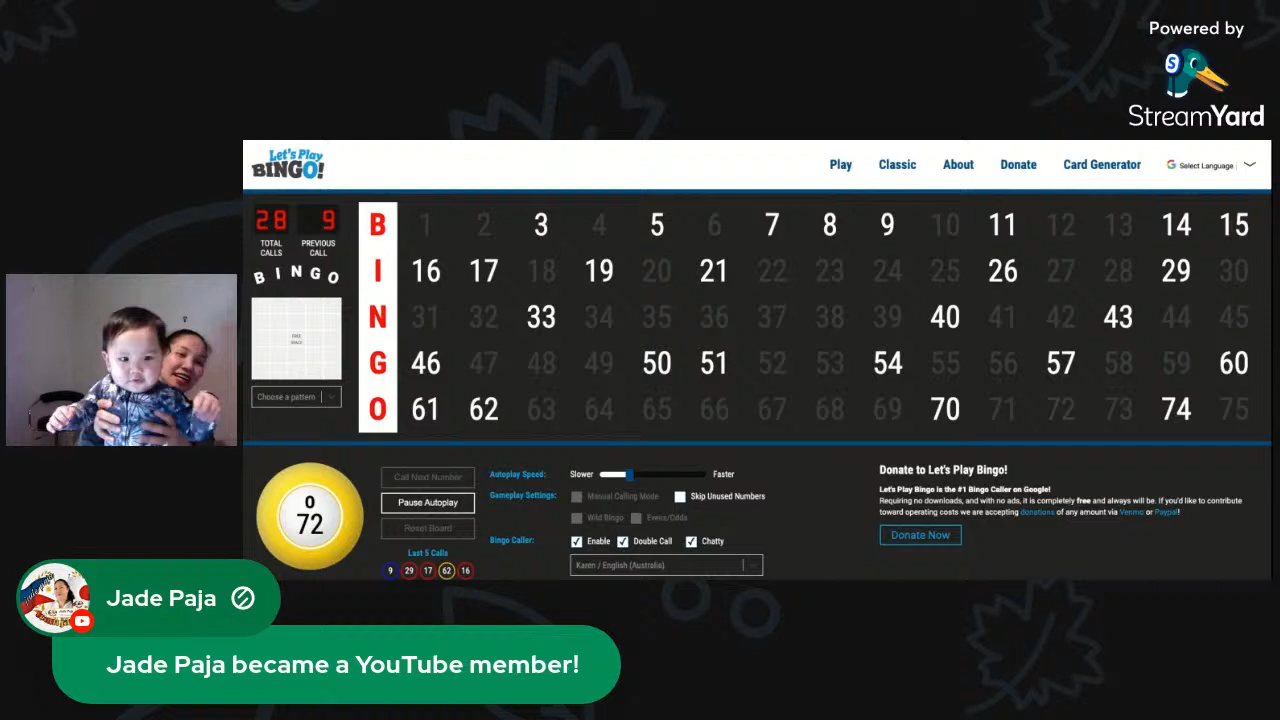 Powered by
S
StreamYard
Let's Play
BINGO!
Play Classic About Donate Card Generator G Select Language
28 9
TOTAL CALLS PREVIOUS CALL
BINGO
FREE SPACE
Choose a pattern
B 1 2 3 4 5 6 7 8 9 10 11 12 13 14 15
I 16 17 18 19 20 21 22 23 24 25 26 27 28 29 30
N 31 32 33 34 35 36 37 38 39 40 41 42 43 44 45
G 46 47 48 49 50 51 52 53 54 55 56 57 58 59 60
O 61 62 63 64 65 66 67 68 69 70 71 72 73 74 75
O
72
Call Next Number
Pause Autoplay
Reset Board
Last 5 Calls
9 29 17 62 16
Autoplay Speed: Slower Faster
Gameplay Settings: Manual Calling Mode Skip Unused Numbers
Wild Bingo Evens/Odds
Bingo Caller: Enable Double Call Chatty
Karen / English (Australia)
Donate to Let's Play Bingo!
Let's Play Bingo is the #1 Bingo Caller on Google!
Requiring no downloads, and with no ads, it is completely free and always will be. If you'd like to contribute
toward operating costs we are accepting donations of any amount via Venmo or Paypal!
Donate Now
Jade Paja
Jade Paja became a YouTube member!